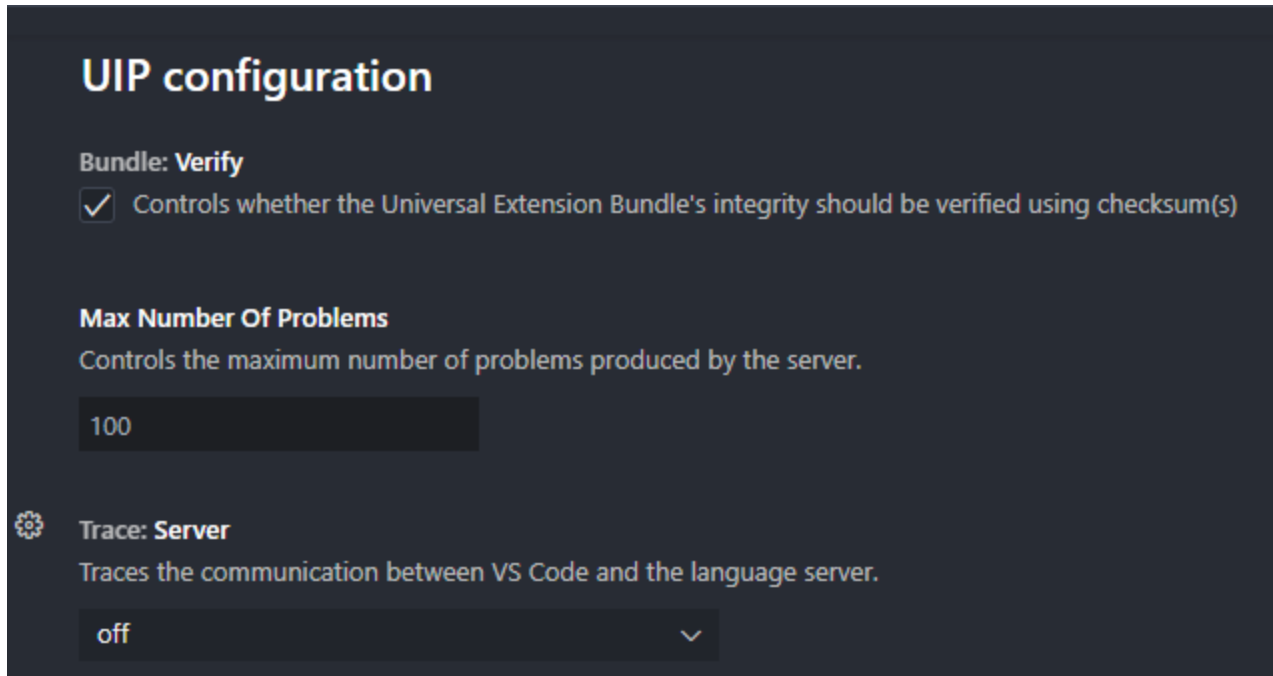 UIP configuration
Bundle: Verify
Controls whether the Universal Extension Bundle's integrity should be verified using checksum(s)
Max Number Of Problems
Controls the maximum number of problems produced by the server.
100
Trace: Server
Traces the communication between VS Code and the language server.
off